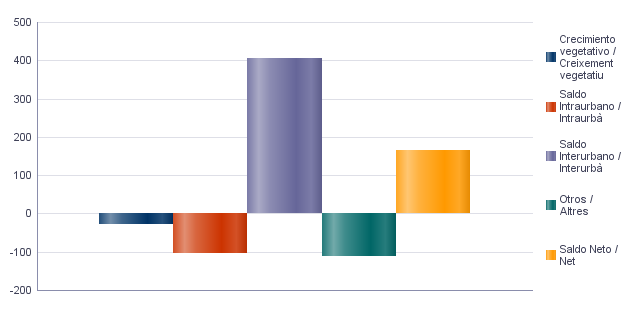 500
400
300
200
100
0
-100
-200
Crecimiento
vegetativo /
Creixement
vegetatiu
Saldo
Intraurbano /
Intraurbà
Saldo
Interurbano /
Interurbà
Otros /
Altres
Saldo Neto /
Net